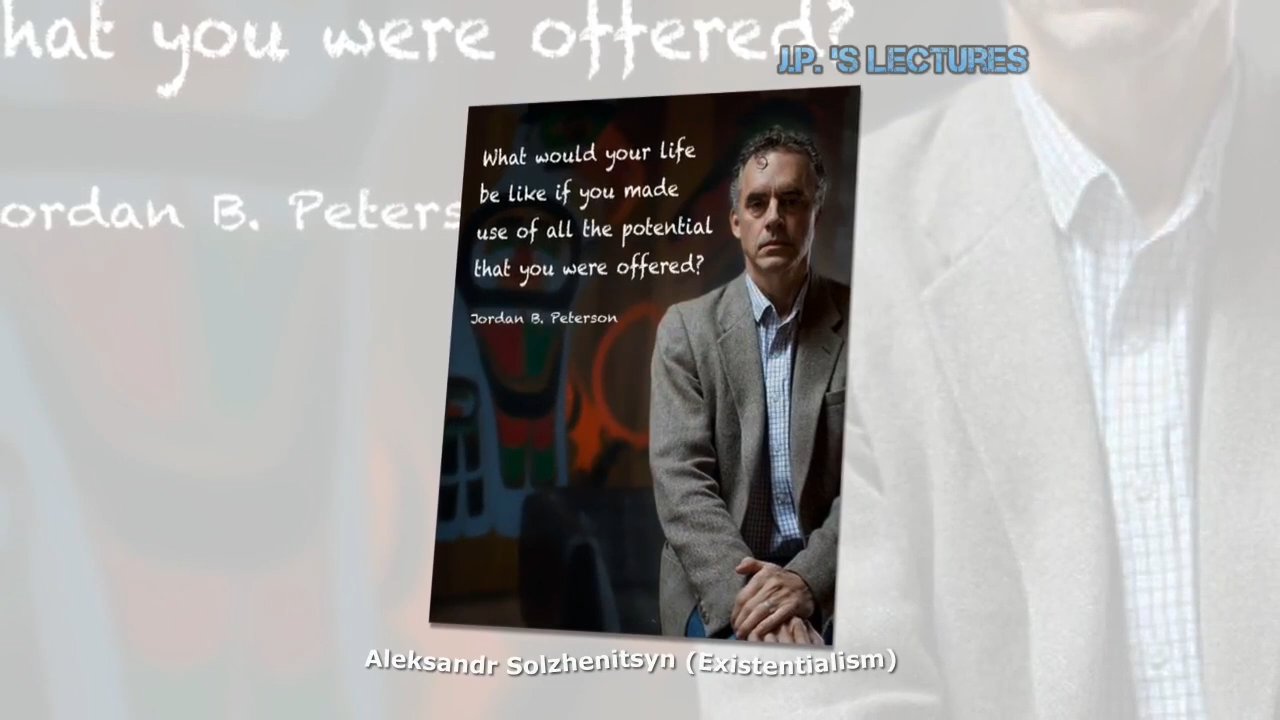 hat you were offered?
J.P. 'S LECTURES
ordan B. Peters
What would your life
be like if you made
use of all the potential
that you were offered?
Jordan B. Peterson
Aleksandr Solzhenitsyn (Existentialism)